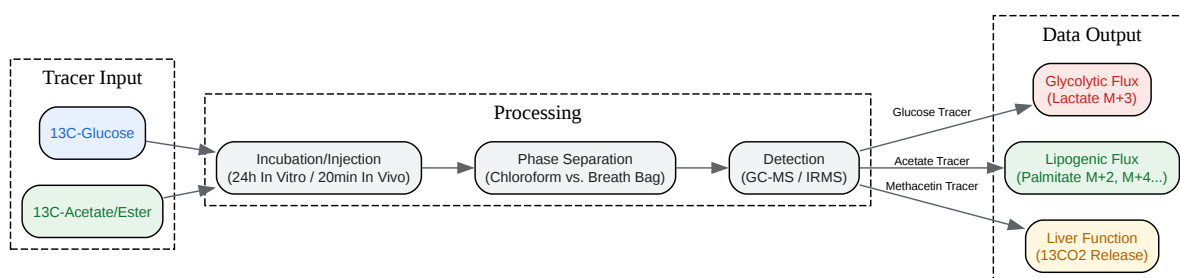 Tracer Input
13C-Glucose
13C-Acetate/Ester
Processing
Incubation/Injection
(24h In Vitro / 20min In Vivo)
Phase Separation
(Chloroform vs. Breath Bag)
Detection
(GC-MS / IRMS)
Glucose Tracer
Acetate Tracer
Methacetin Tracer
Data Output
Glycolytic Flux
(Lactate M+3)
Lipogenic Flux
(Palmitate M+2, M+4...)
Liver Function
(13CO2 Release)